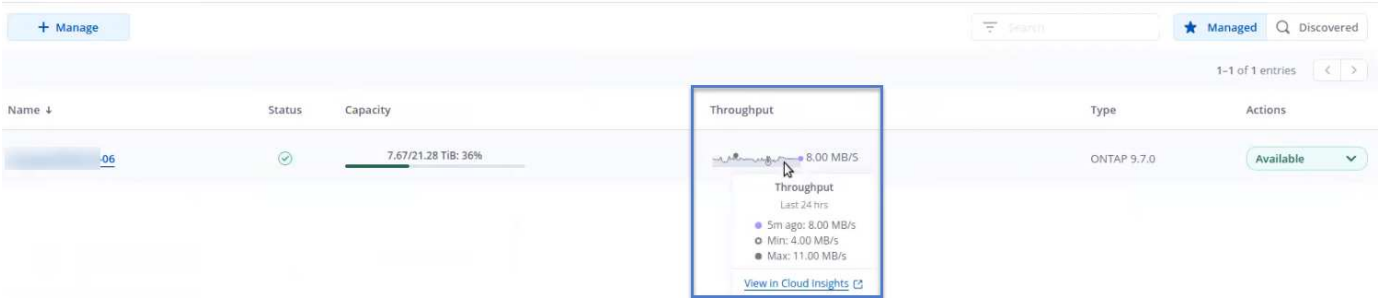 + Manage
Search
Managed
Discovered
1–1 of 1 entries
Name ↓ Status Capacity Throughput Type Actions
-06 7.67/21.28 TiB: 36% 8.00 MB/S ONTAP 9.7.0 Available
Throughput
Last 24 hrs
5m ago: 8.00 MB/s
Min: 4.00 MB/s
Max: 11.00 MB/s
View in Cloud Insights